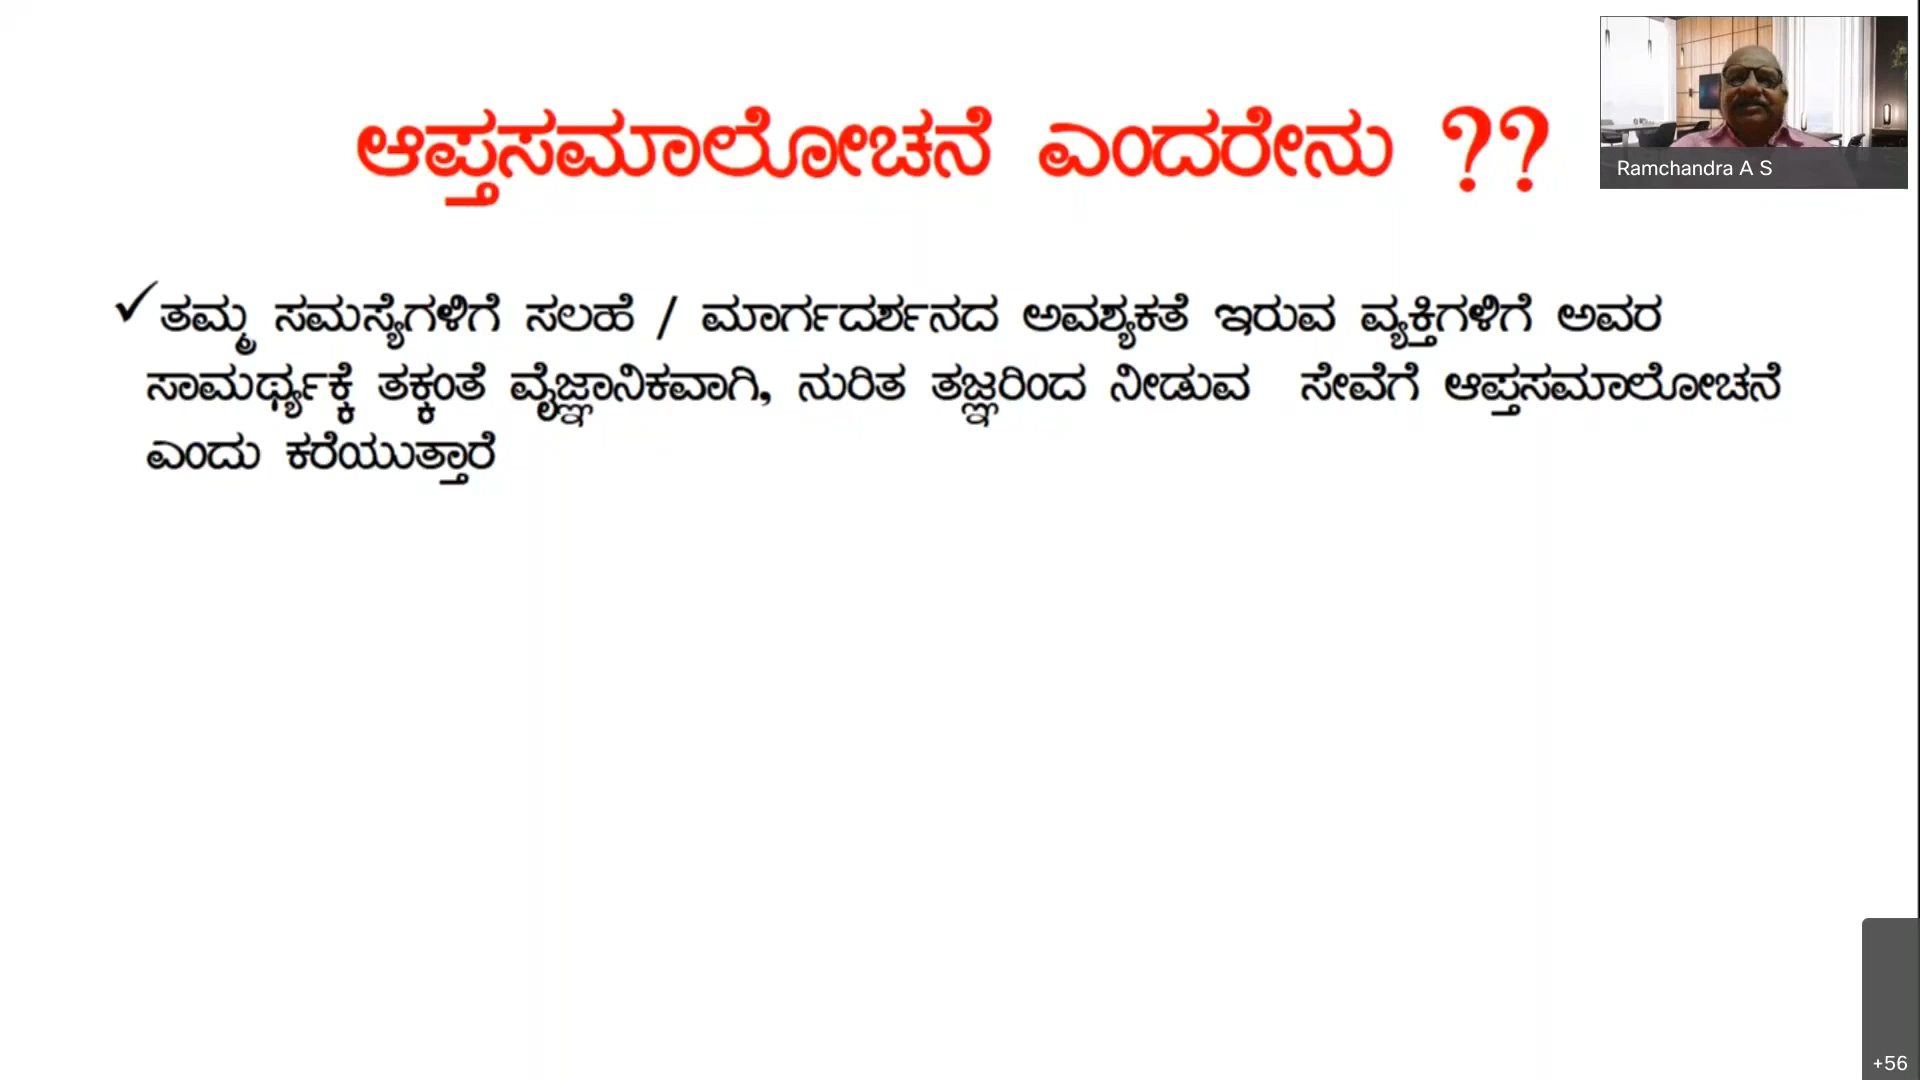 ಆಪ್ತಸಮಾಲೋಚನೆ ಎಂದರೇನು ??
Ramchandra A S
✓ತಮ್ಮ ಸಮಸ್ಯೆಗಳಿಗೆ ಸಲಹೆ / ಮಾರ್ಗದರ್ಶನದ ಅವಶ್ಯಕತೆ ಇರುವ ವ್ಯಕ್ತಿಗಳಿಗೆ ಅವರ
ಸಾಮರ್ಥ್ಯಕ್ಕೆ ತಕ್ಕಂತೆ ವೈಜ್ಞಾನಿಕವಾಗಿ, ನುರಿತ ತಜ್ಞರಿಂದ ನೀಡುವ ಸೇವೆಗೆ ಆಪ್ತಸಮಾಲೋಚನೆ
ಎಂದು ಕರೆಯುತ್ತಾರೆ
+56